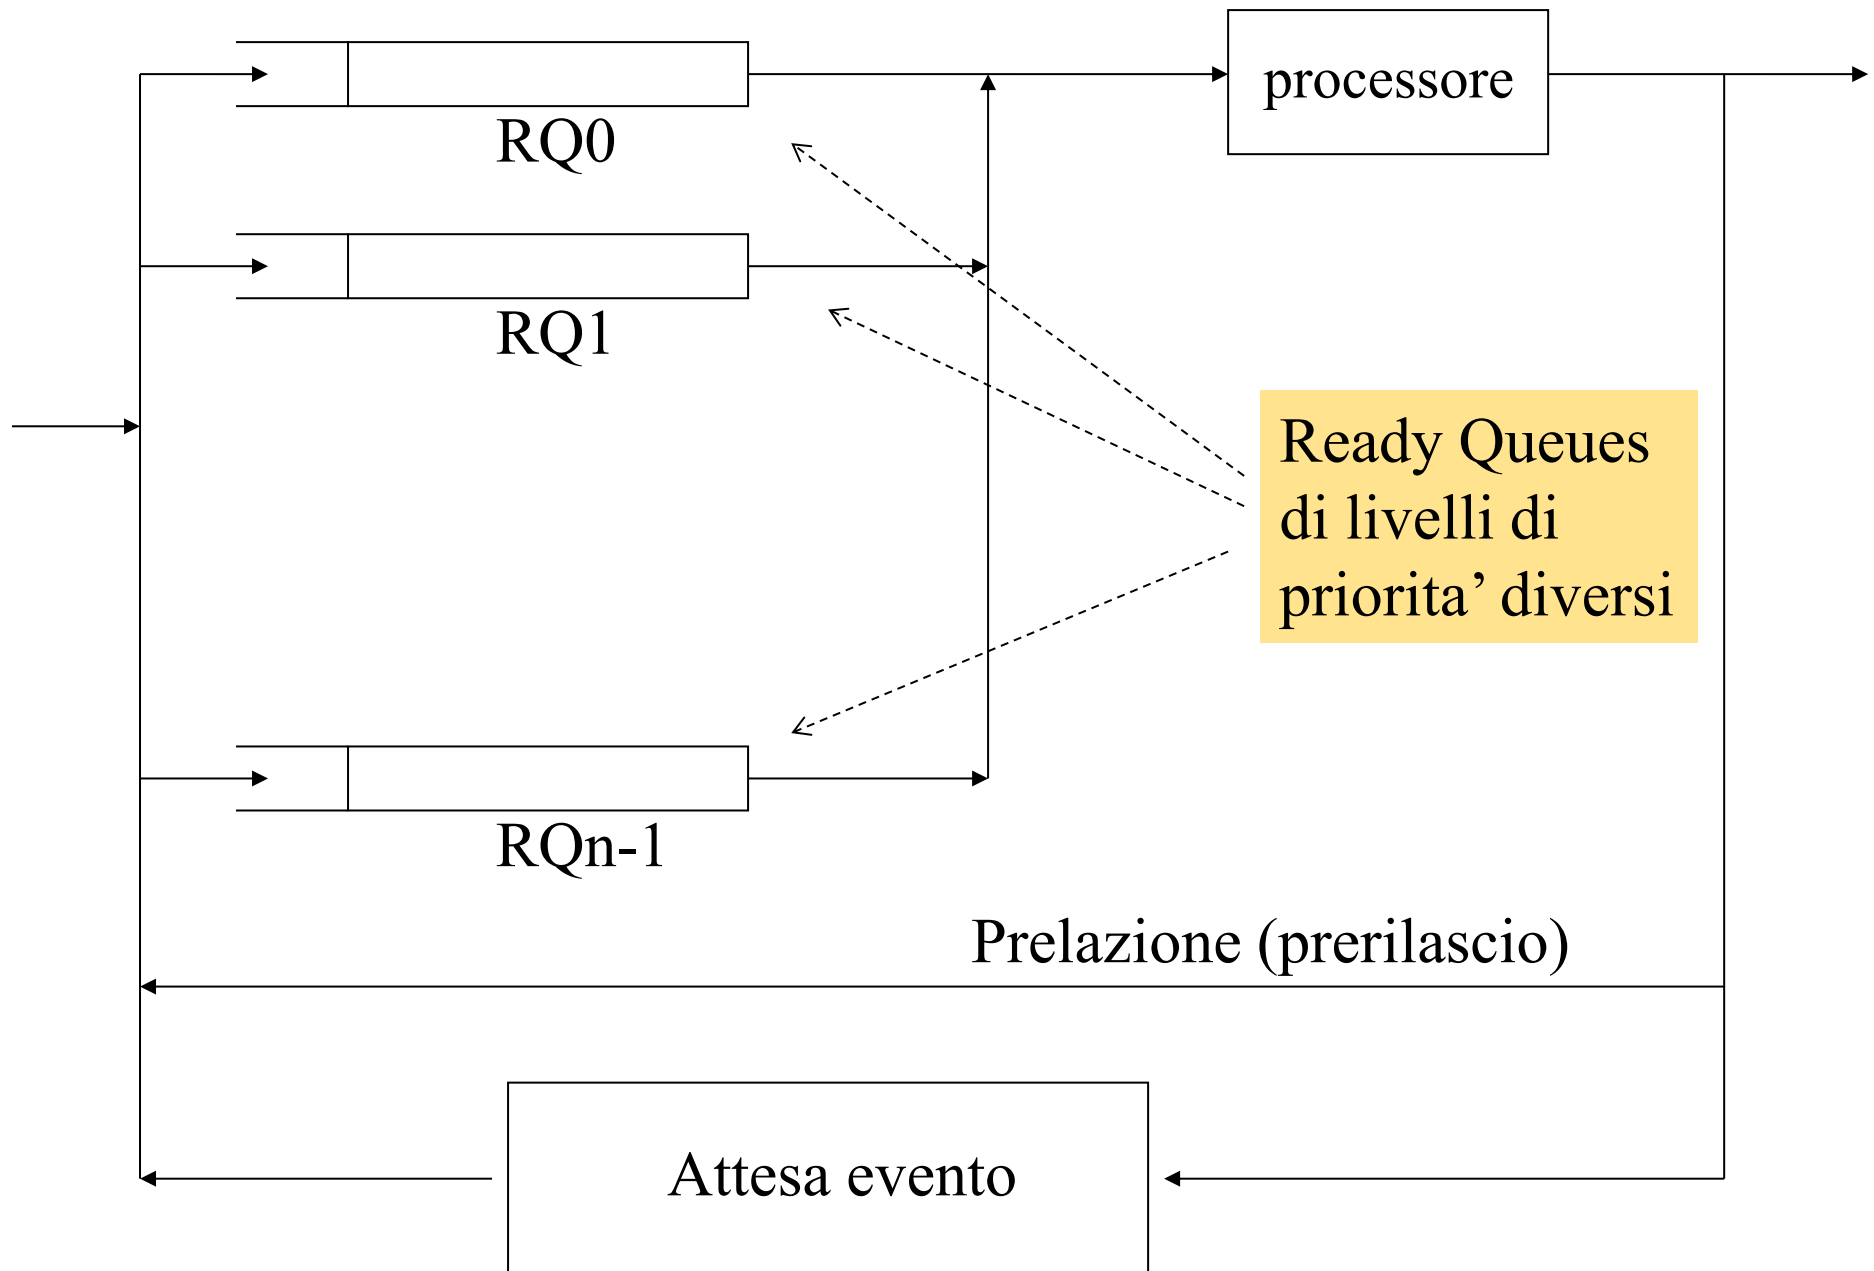 processore
RQ0
RQ1
Ready Queues
di livelli di
priorita’ diversi
RQn-1
Prelazione (prerilascio)
Attesa evento